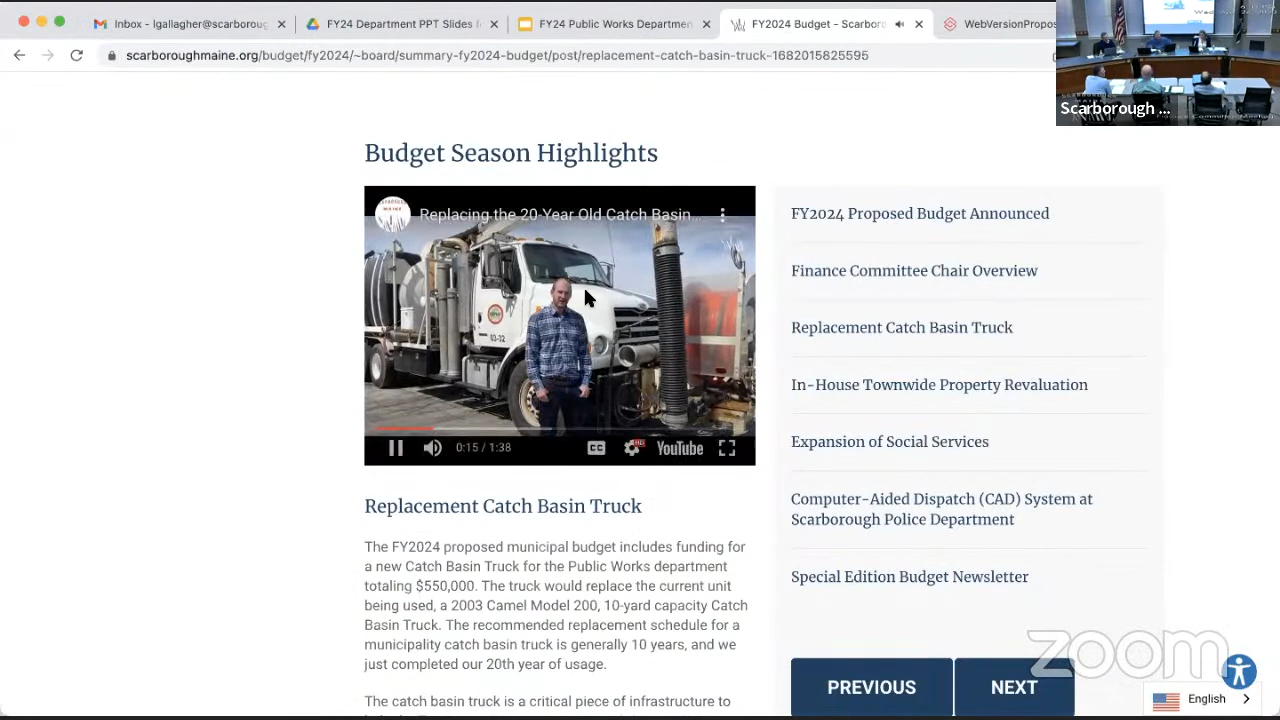 Inbox - lgallagher@scarboroug
FY24 Department PPT Slides f
FY24 Public Works Departmen
FY2024 Budget - Scarboro
WebVersionPropos
scarboroughmaine.org/budget/fy2024/~board/summary-fy2024-budget/post/replacement-catch-basin-truck-1682015825595
Scarborough ...
Budget Season Highlights
Replacing the 20-Year Old Catch Basin...
0:15 / 1:38
CC
HD
YouTube
Replacement Catch Basin Truck
The FY2024 proposed municipal budget includes funding for
a new Catch Basin Truck for the Public Works department
totaling $550,000. The truck would replace the current unit
being used, a 2003 Camel Model 200, 10-yard capacity Catch
Basin Truck. The recommended replacement schedule for a
municipality catch basin truck is generally 10 years, and we
just completed our 20th year of usage.
The catch basin truck is a critical piece of infrastructure to
FY2024 Proposed Budget Announced
Finance Committee Chair Overview
Replacement Catch Basin Truck
In-House Townwide Property Revaluation
Expansion of Social Services
Computer-Aided Dispatch (CAD) System at
Scarborough Police Department
Special Edition Budget Newsletter
PREVIOUS
NEXT
zoom
English